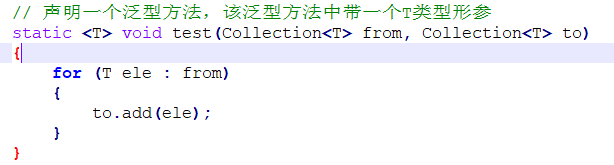 // 声明一个泛型方法，该泛型方法中带一个T类型形参
static <T> void test(Collection<T> from, Collection<T> to)
{
    for (T ele : from)
    {
        to.add(ele);
    }
}